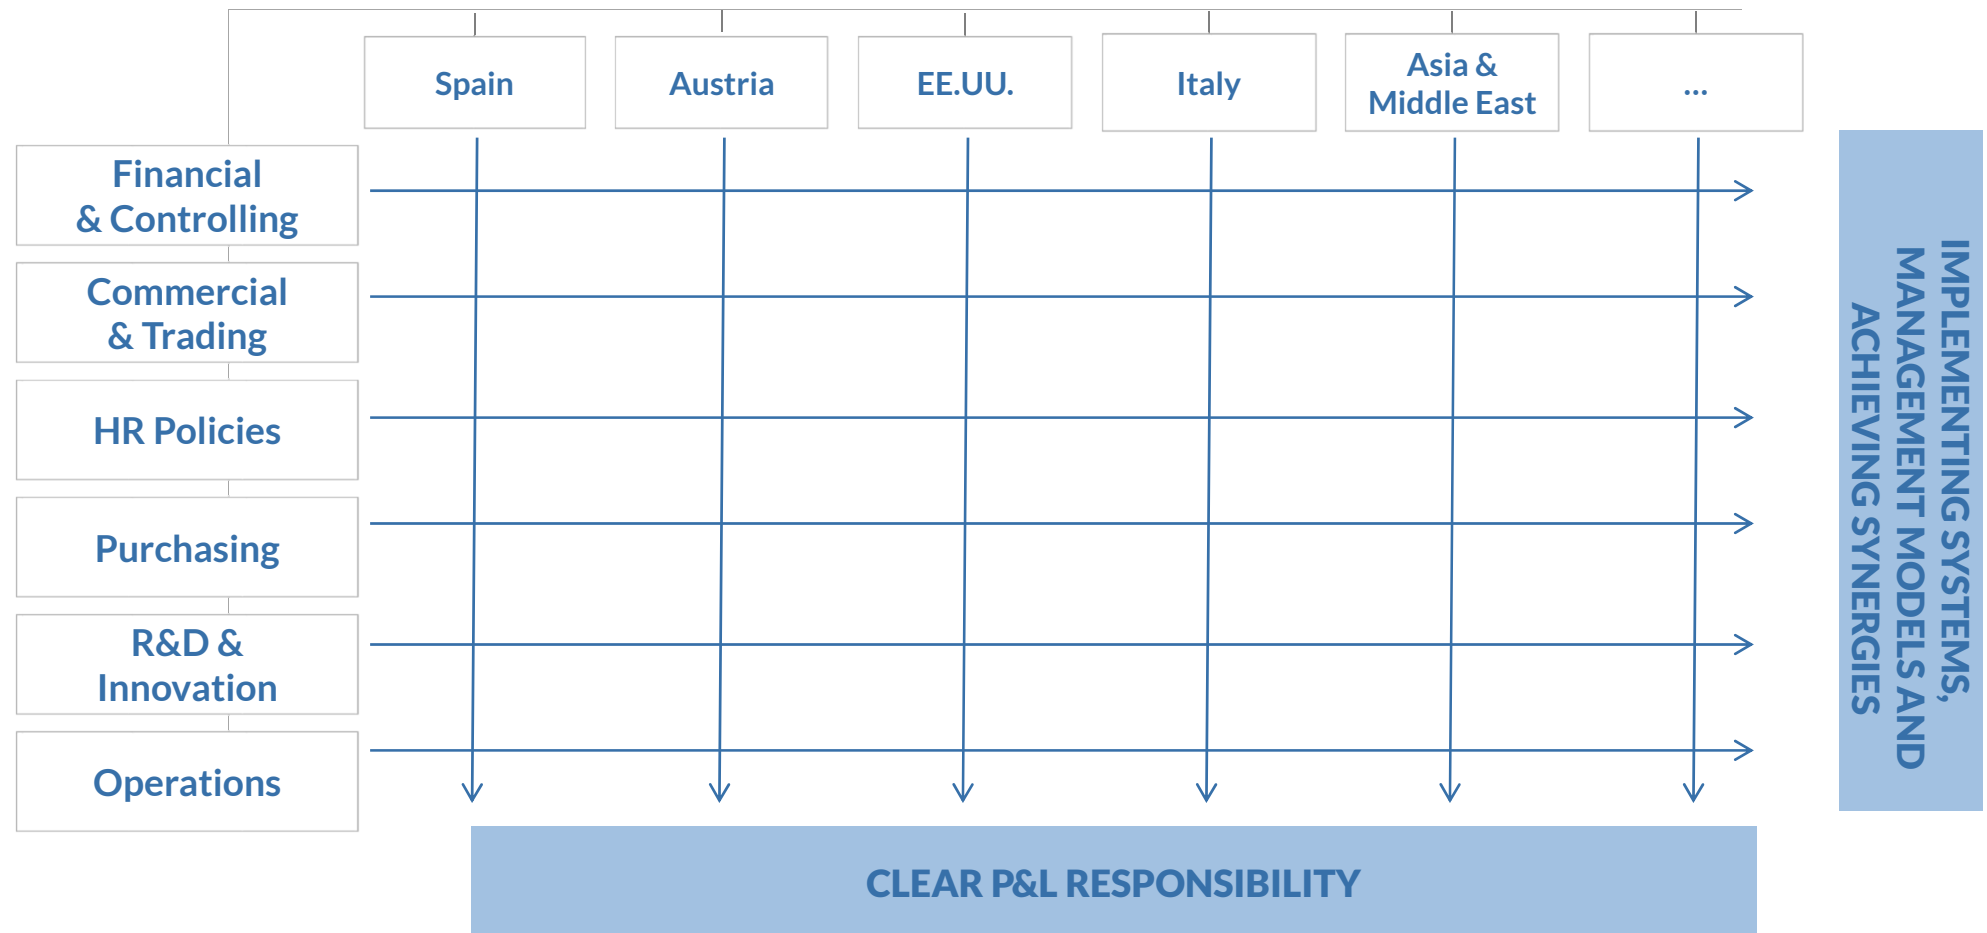 Spain
Austria
EE.UU.
Italy
Asia &
Middle East
...
Financial
& Controlling
Commercial
& Trading
HR Policies
Purchasing
R&D &
Innovation
Operations
IMPLEMENTING SYSTEMS,
MANAGEMENT MODELS AND
ACHIEVING SYNERGIES
CLEAR P&L RESPONSIBILITY